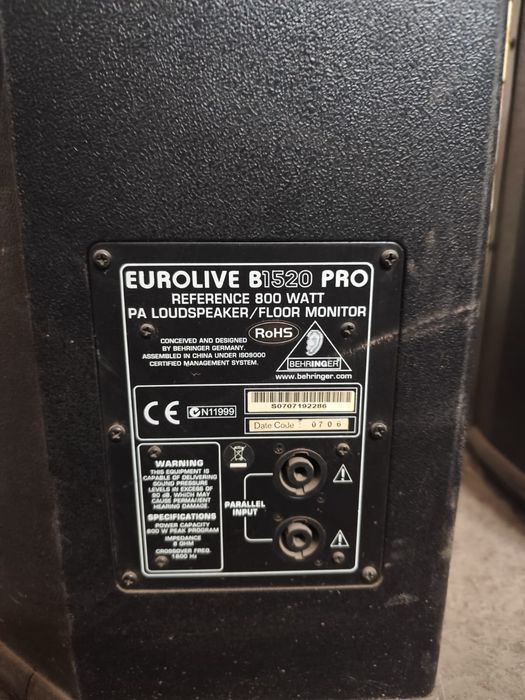 EUROLIVE B1520 PRO
REFERENCE 800 WATT
PA LOUDSPEAKER/FLOOR MONITOR
CONCEIVED AND DESIGNED
BY BEHRINGER GERMANY.
ASSEMBLED IN CHINA UNDER ISO9000
CERTIFIED MANAGEMENT SYSTEM.
RoHS
BEHRINGER
www.behringer.com
CE
N11999
S0707192286
Date Code 0706
WARNING
THIS EQUIPMENT IS
CAPABLE OF DELIVERING
SOUND PRESSURE
LEVELS IN EXCESS OF
90 dB, WHICH MAY
CAUSE PERMANENT
HEARING DAMAGE.
SPECIFICATIONS
POWER CAPACITY
800 W PEAK PROGRAM
IMPEDANCE
8 OHM
CROSSOVER FREQ.
1800 Hz
PARALLEL
INPUT